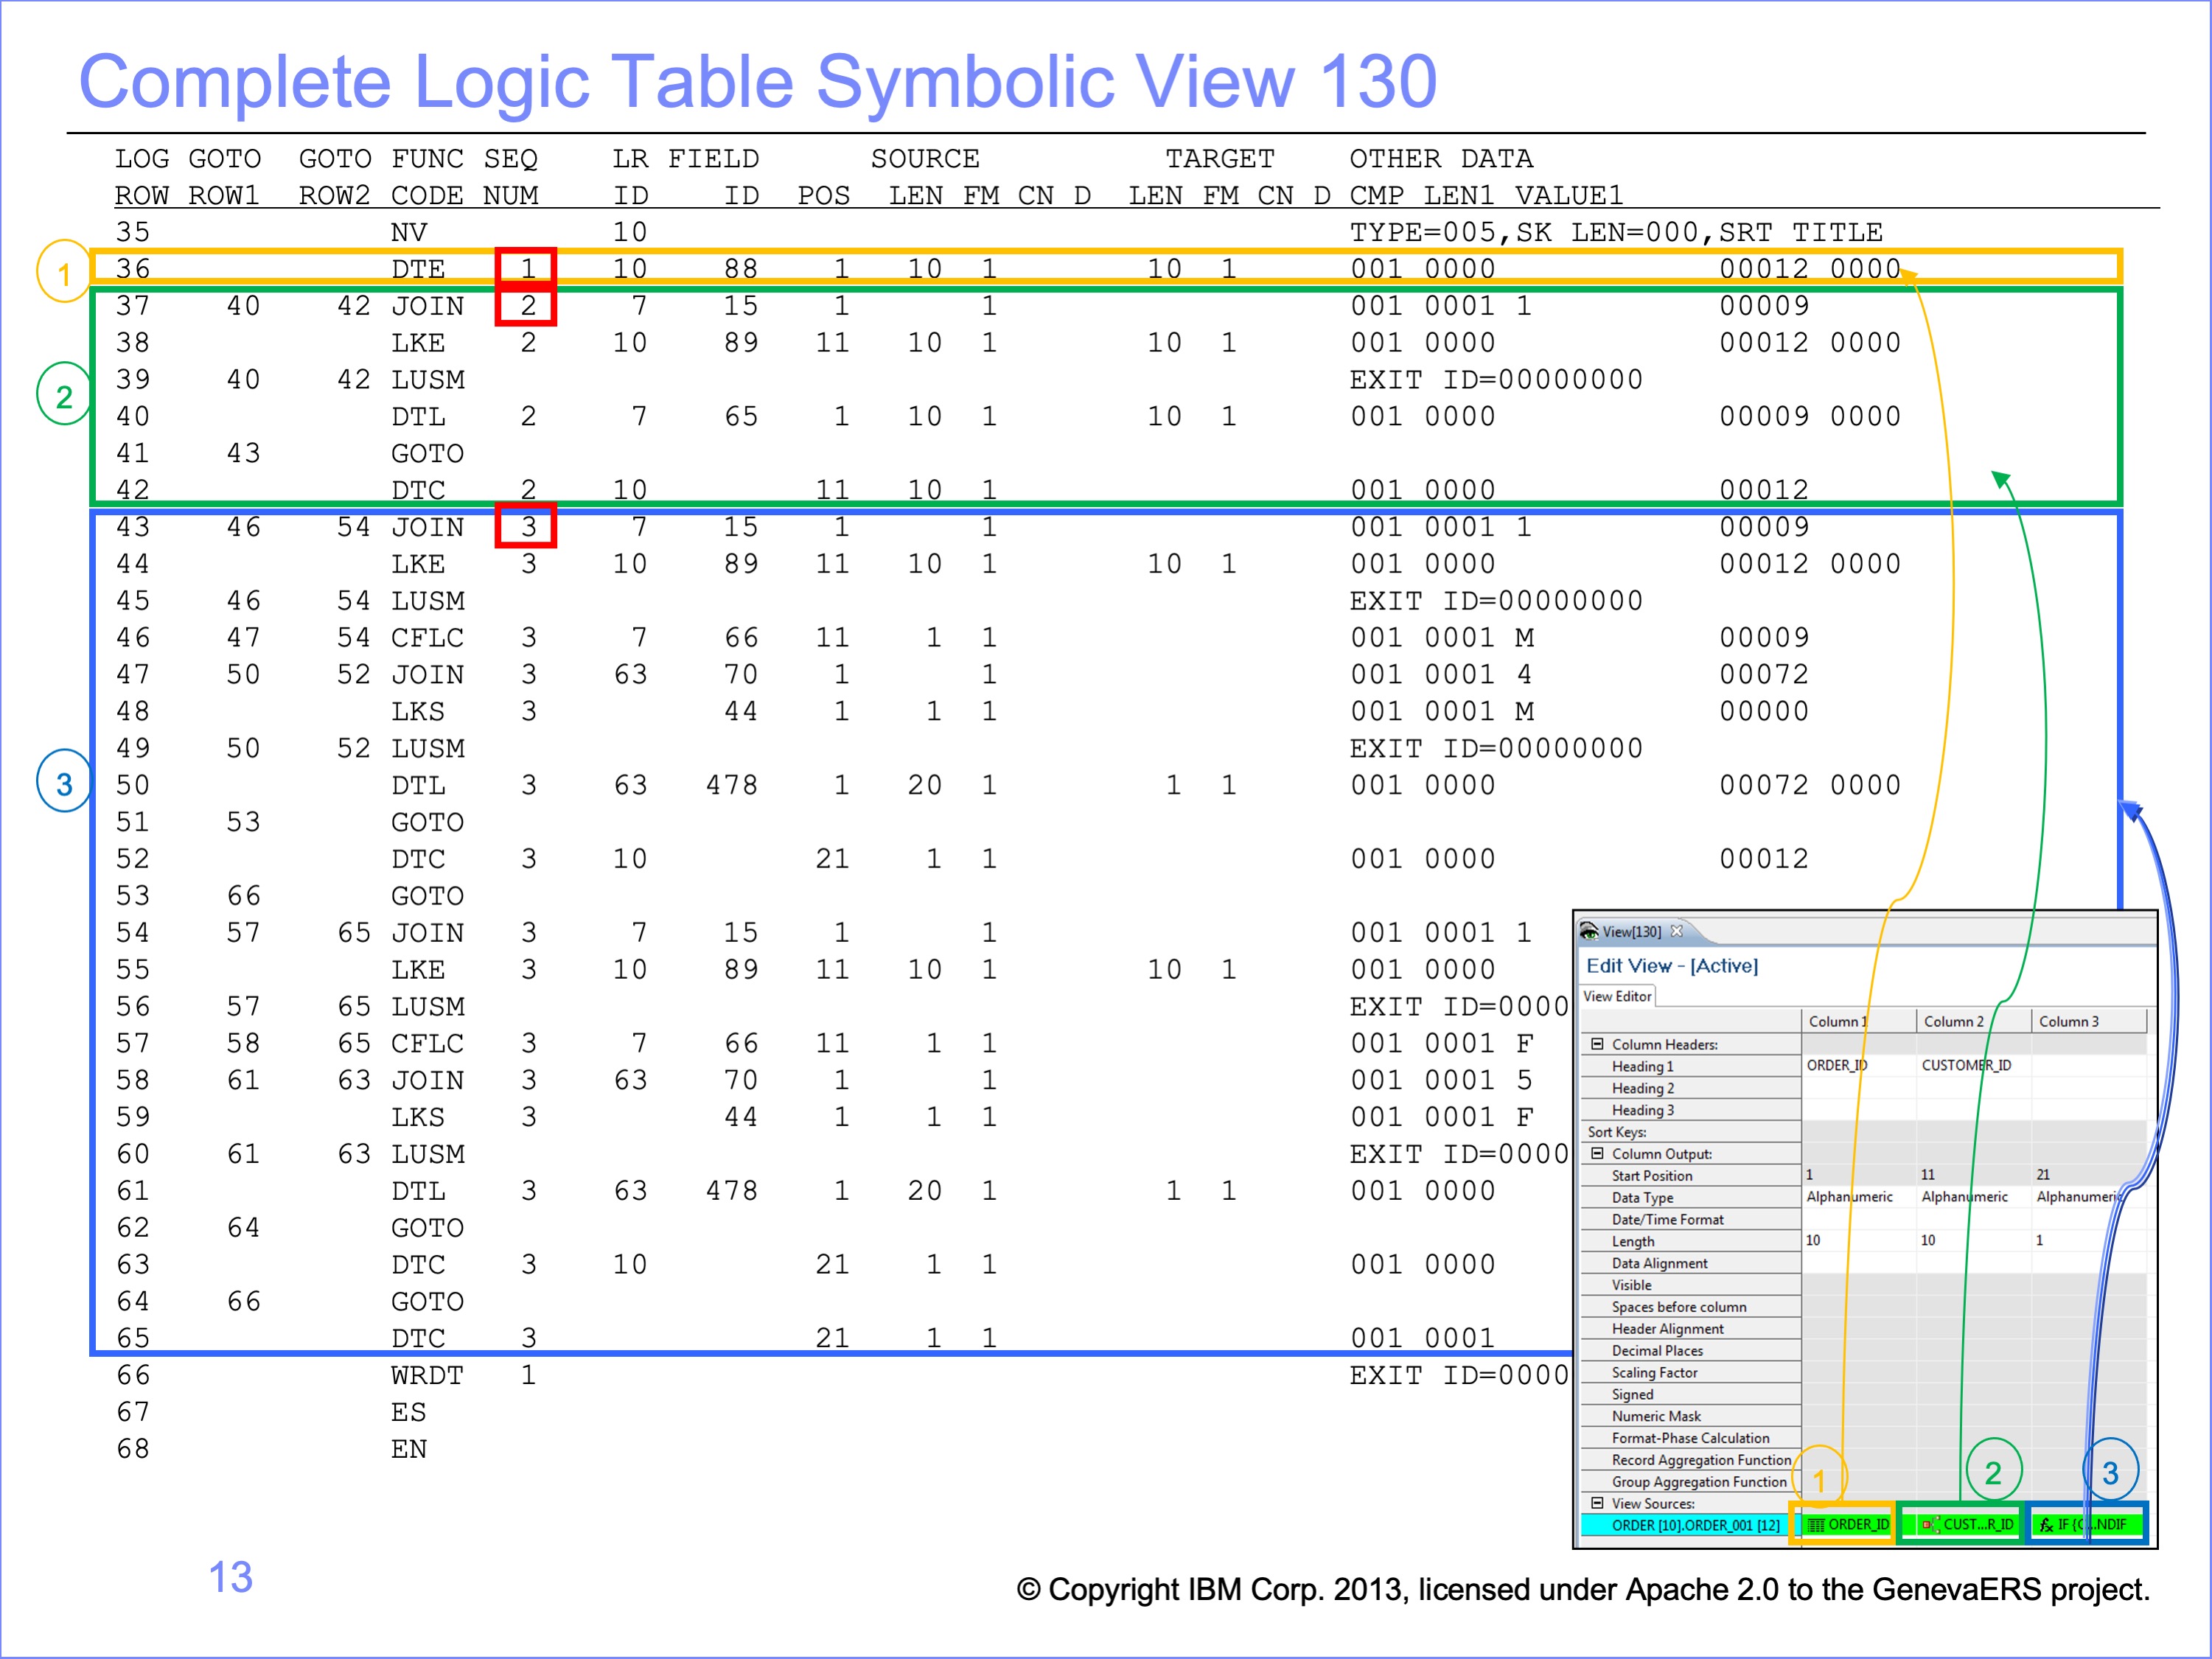 Complete Logic Table Symbolic View 130
LOG GOTO GOTO FUNC SEQ LR FIELD SOURCE TARGET OTHER DATA
ROW ROW1 ROW2 CODE NUM ID ID POS LEN FM CN D LEN FM CN D CMP LEN1 VALUE1
35 NV 10 TYPE=005,SK LEN=000,SRT TITLE
1
36 DTE 1 10 88 1 10 1 10 1 001 0000 00012 0000
37 40 42 JOIN 2 7 15 1 1 001 0001 1 00009
38 LKE 2 10 89 11 10 1 10 1 001 0000 00012 0000
39 40 42 LUSM EXIT ID=00000000
2
40 DTL 2 7 65 1 10 1 10 1 001 0000 00009 0000
41 43 GOTO
42 DTC 2 10 11 10 1 001 0000 00012
43 46 54 JOIN 3 7 15 1 1 001 0001 1 00009
44 LKE 3 10 89 11 10 1 10 1 001 0000 00012 0000
45 46 54 LUSM EXIT ID=00000000
46 47 54 CFLC 3 7 66 11 1 1 001 0001 M 00009
47 50 52 JOIN 3 63 70 1 1 001 0001 4 00072
48 LKS 3 44 1 1 1 001 0001 M 00000
49 50 52 LUSM EXIT ID=00000000
3
50 DTL 3 63 478 1 20 1 1 1 001 0000 00072 0000
51 53 GOTO
52 DTC 3 10 21 1 1 001 0000 00012
53 66 GOTO
54 57 65 JOIN 3 7 15 1 1 001 0001 1
55 LKE 3 10 89 11 10 1 10 1 001 0000
56 57 65 LUSM EXIT ID=0000
57 58 65 CFLC 3 7 66 11 1 1 001 0001 F
58 61 63 JOIN 3 63 70 1 1 001 0001 5
59 LKS 3 44 1 1 1 001 0001 F
60 61 63 LUSM EXIT ID=0000
61 DTL 3 63 478 1 20 1 1 1 001 0000
62 64 GOTO
63 DTC 3 10 21 1 1 001 0000
64 66 GOTO
65 DTC 3 21 1 1 001 0001
66 WRDT 1 EXIT ID=0000
67 ES
68 EN
View[130]
Edit View - [Active]
View Editor
Column 1 Column 2 Column 3
Column Headers:
Heading 1 ORDER_ID CUSTOMER_ID
Heading 2
Heading 3
Sort Keys:
Column Output:
Start Position 1 11 21
Data Type Alphanumeric Alphanumeric Alphanumeric
Date/Time Format
Length 10 10 1
Data Alignment
Visible
Spaces before column
Header Alignment
Decimal Places
Scaling Factor
Signed
Numeric Mask
Format-Phase Calculation
Record Aggregation Function
Group Aggregation Function
1 2 3
View Sources:
ORDER [10].ORDER_001 [12] ORDER_ID CUST...R_ID fx IF (C...NDIF
13
© Copyright IBM Corp. 2013, licensed under Apache 2.0 to the GenevaERS project.